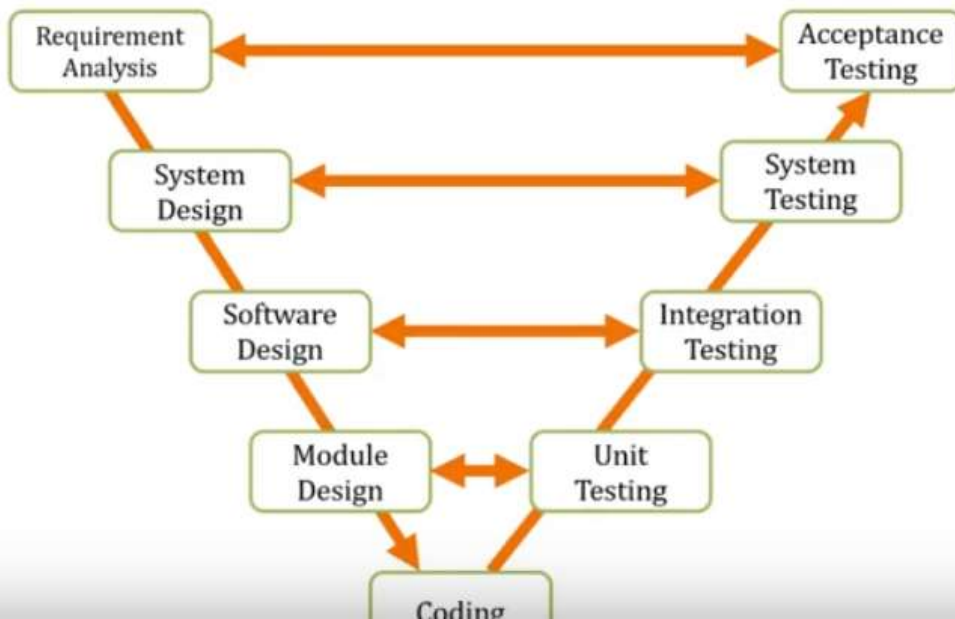 Requirement
Analysis
Acceptance
Testing
System
Design
System
Testing
Software
Design
Integration
Testing
Module
Design
Unit
Testing
Coding